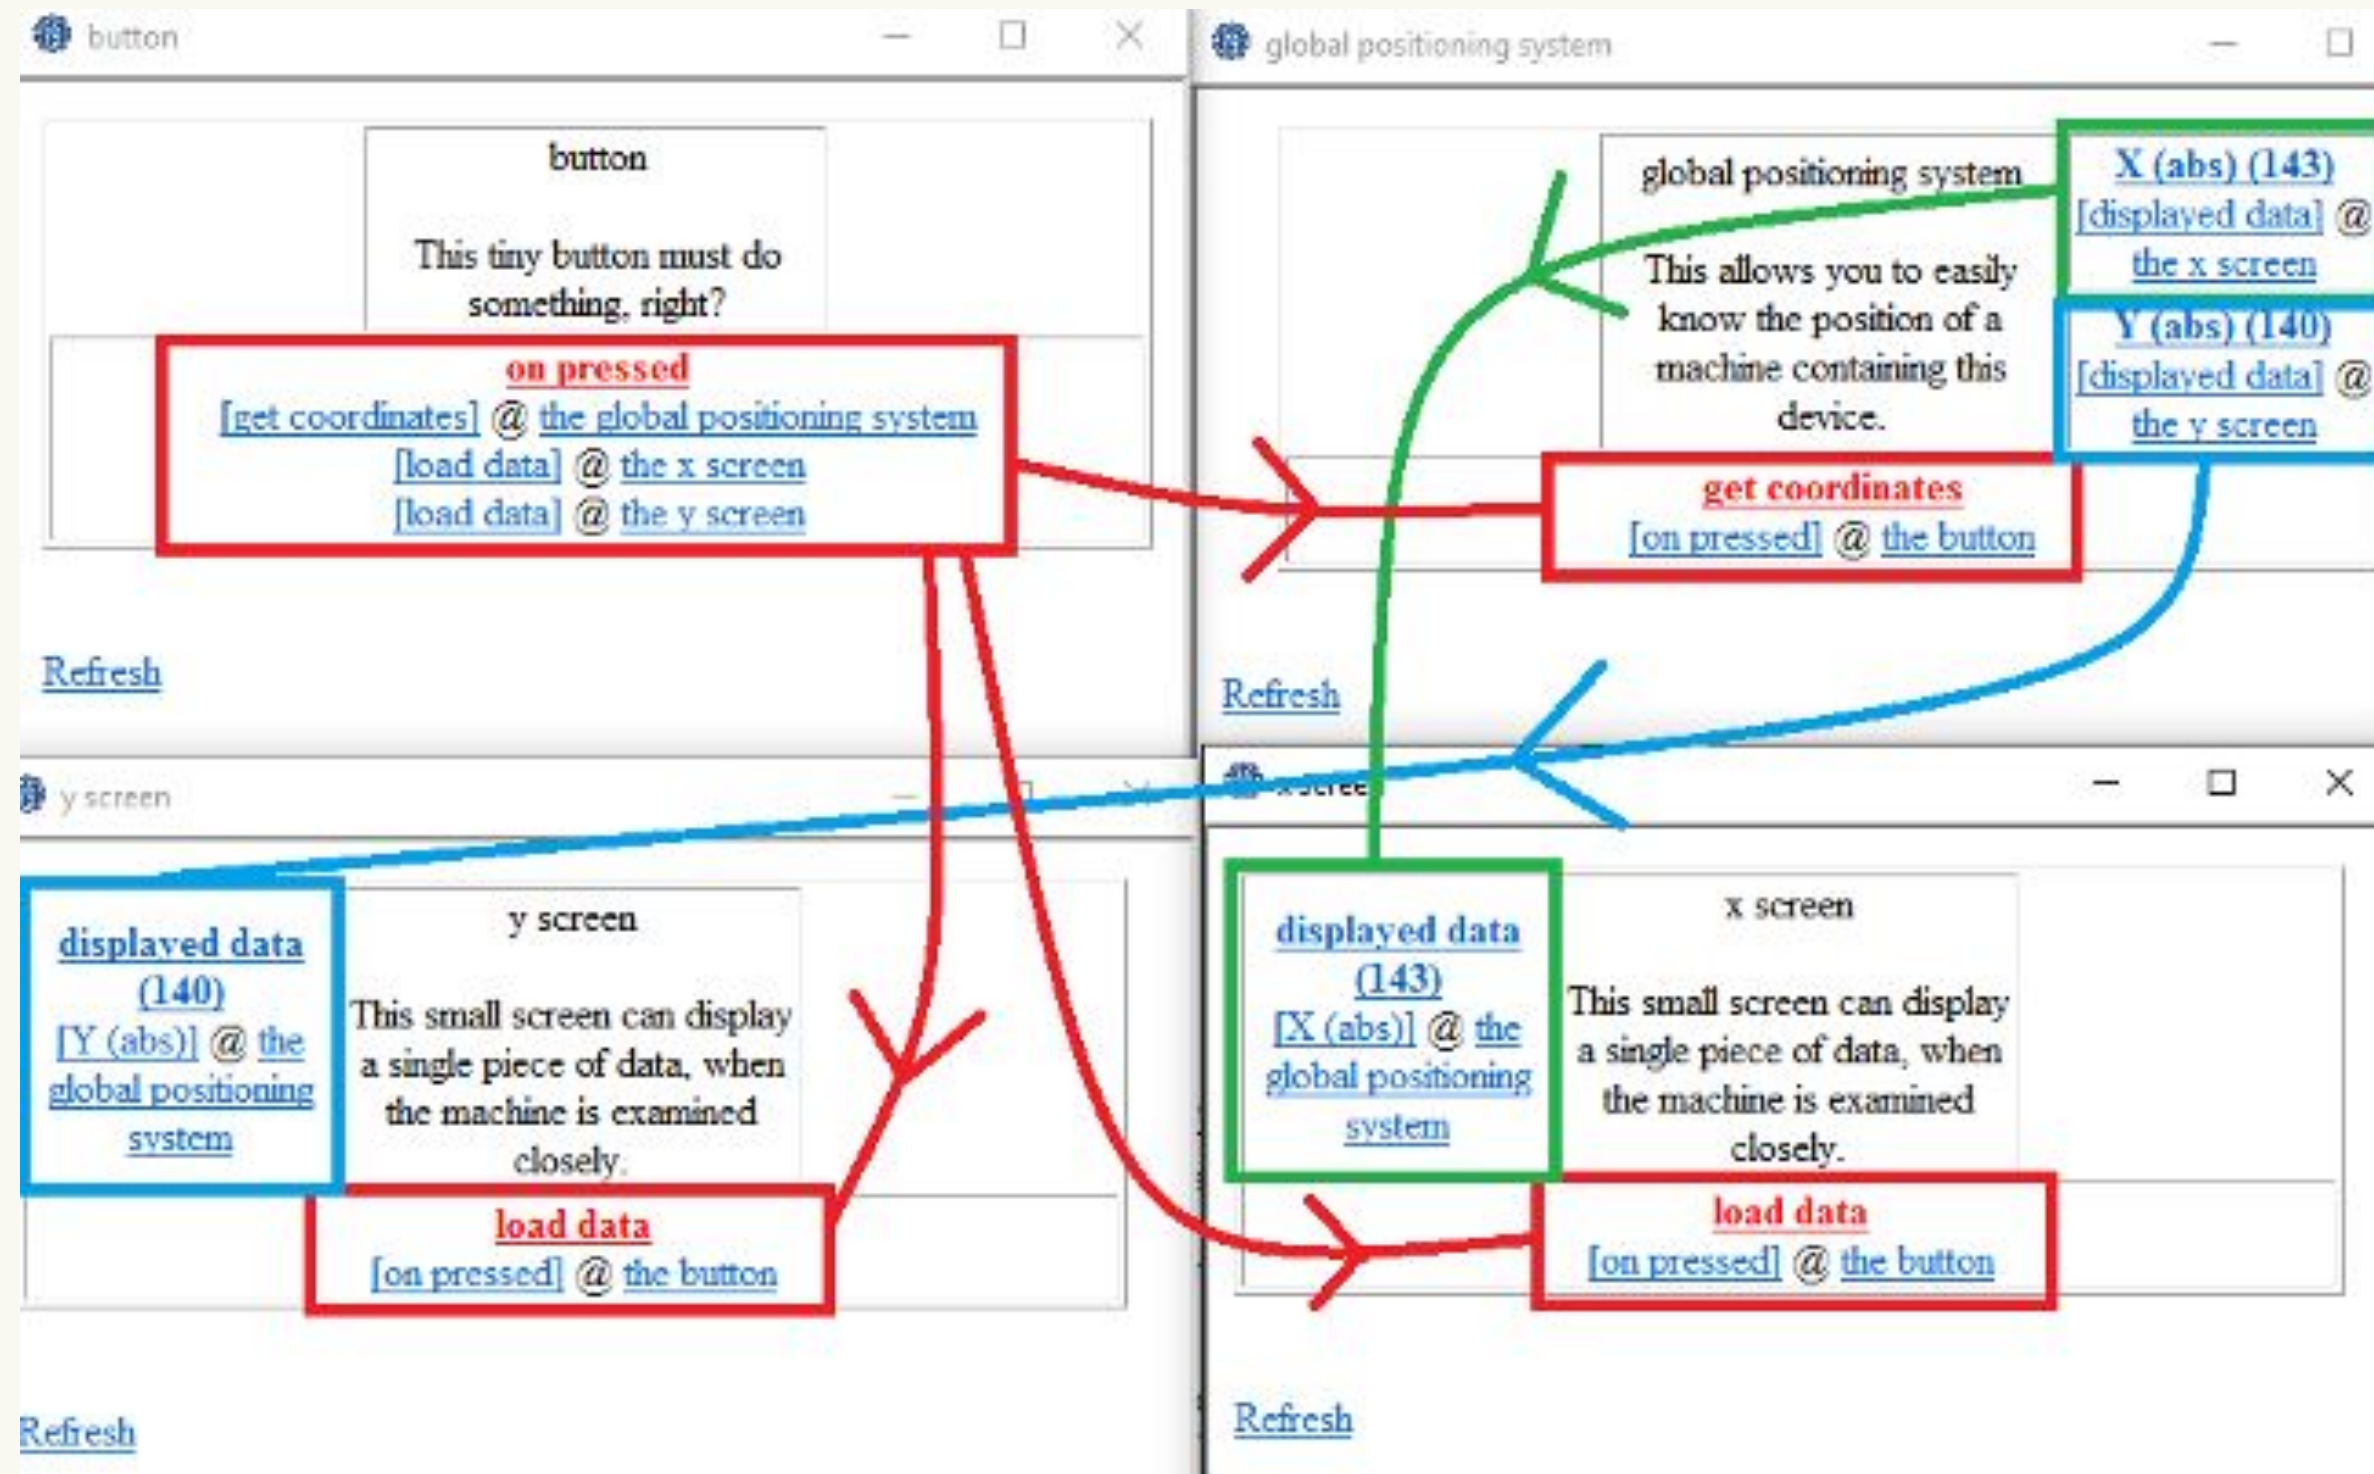 button
button
This tiny button must do
something, right?
on pressed
[get coordinates] @ the global positioning system
[load data] @ the x screen
[load data] @ the y screen
Refresh
global positioning system
global positioning system
This allows you to easily
know the position of a
machine containing this
device.
X (abs) (143)
[displayed data] @
the x screen
Y (abs) (140)
[displayed data] @
the y screen
get coordinates
[on pressed] @ the button
Refresh
y screen
displayed data
(140)
[Y (abs)] @ the
global positioning
system
y screen
This small screen can display
a single piece of data, when
the machine is examined
closely.
load data
[on pressed] @ the button
Refresh
x screen
displayed data
(143)
[X (abs)] @ the
global positioning
system
x screen
This small screen can display
a single piece of data, when
the machine is examined
closely.
load data
[on pressed] @ the button
Refresh